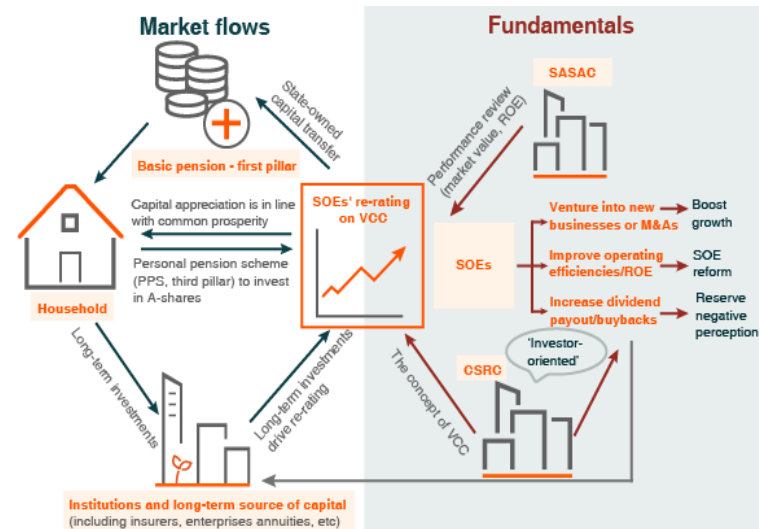 Market flows
Fundamentals
State-owned
capital transfer
Basic pension - first pillar
SASAC
Performance review
(market value, ROE)
Capital appreciation is in line
with common prosperity
SOEs' re-rating
on VCC
Personal pension scheme
(PPS, third pillar) to invest
in A-shares
Household
SOEs
Venture into new
businesses or M&As
Boost
growth
Improve operating
efficiencies/ROE
SOE
reform
Increase dividend
payout/buybacks
Reserve
negative
perception
Long-term investments
Long-term investments
drive re-rating
The concept of VCC
CSRC
'Investor-
oriented'
Institutions and long-term source of capital
(including insurers, enterprises annuities, etc)